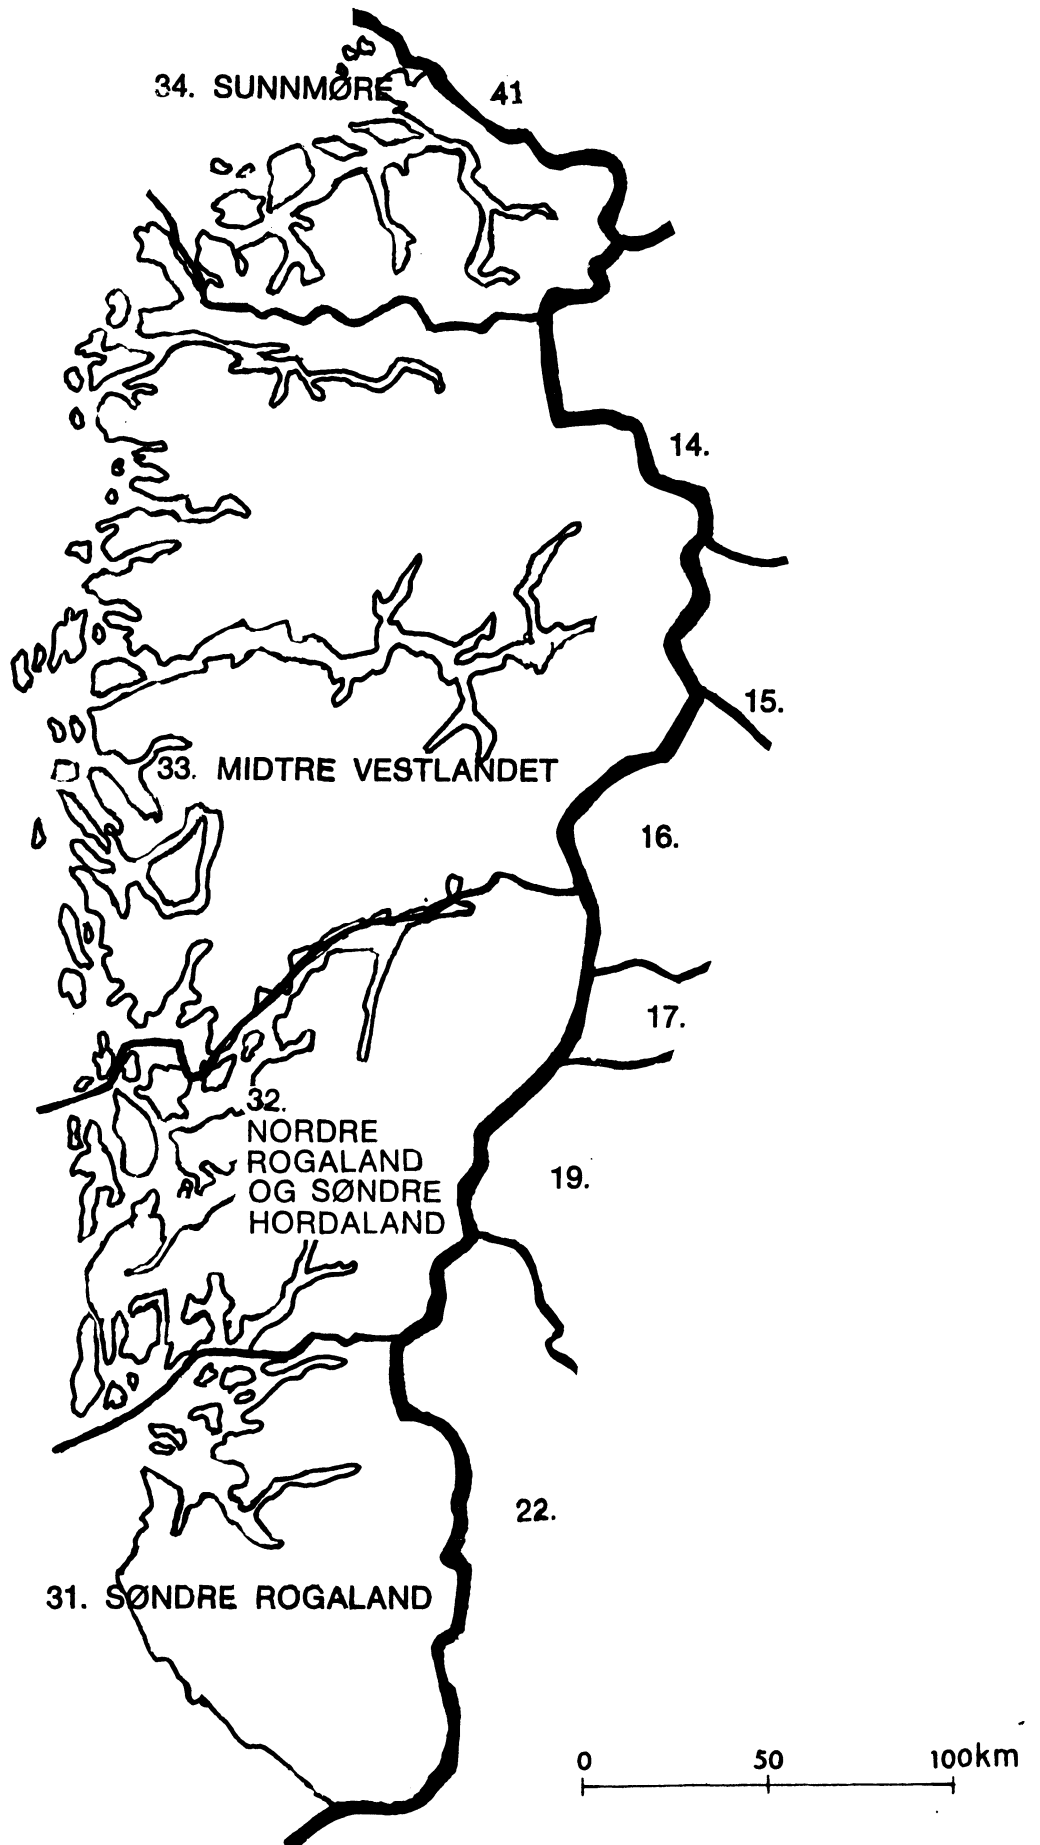 34. SUNNMØRE
41
14.
15.
33. MIDTRE VESTLANDET
16.
17.
32.
NORDRE
ROGALAND
OG SØNDRE
HORDALAND
19.
22.
31. SØNDRE ROGALAND
0 50 100km